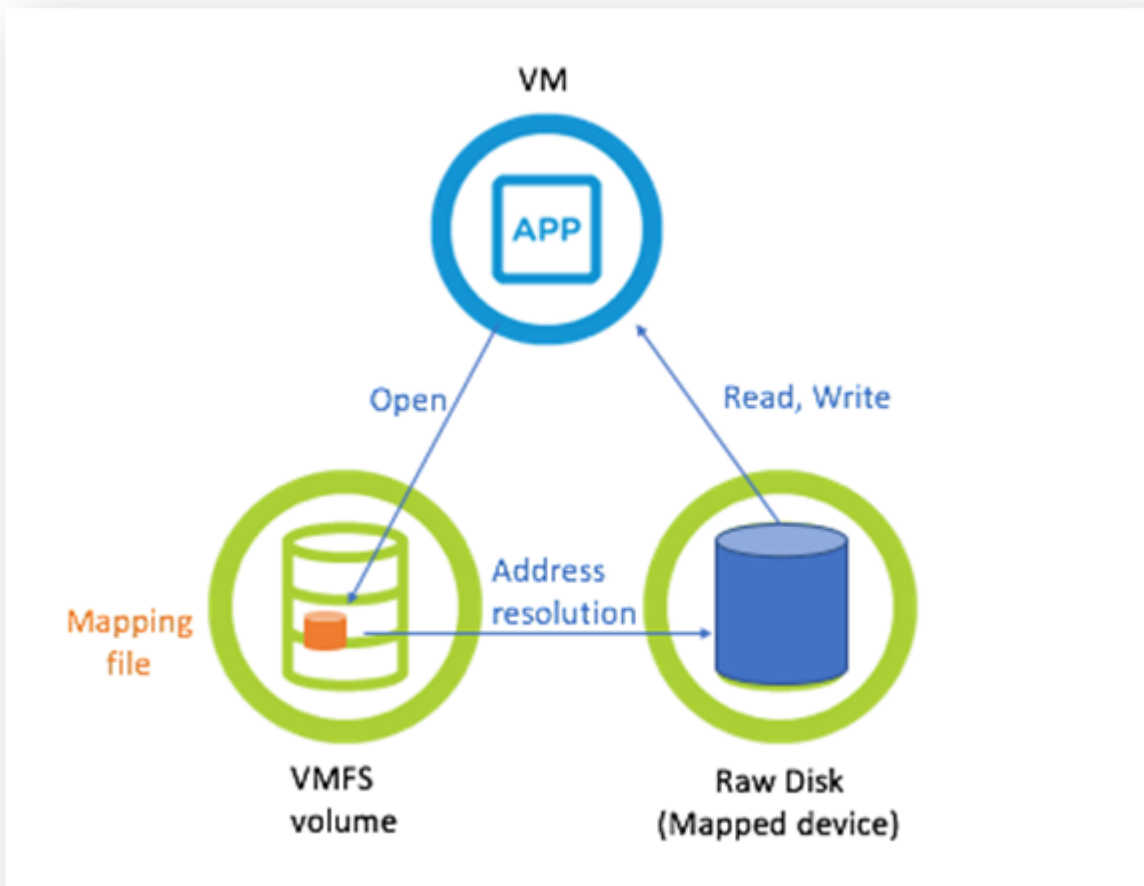 VM
APP
Open
Read, Write
Address
resolution
Mapping
file
VMFS
volume
Raw Disk
(Mapped device)